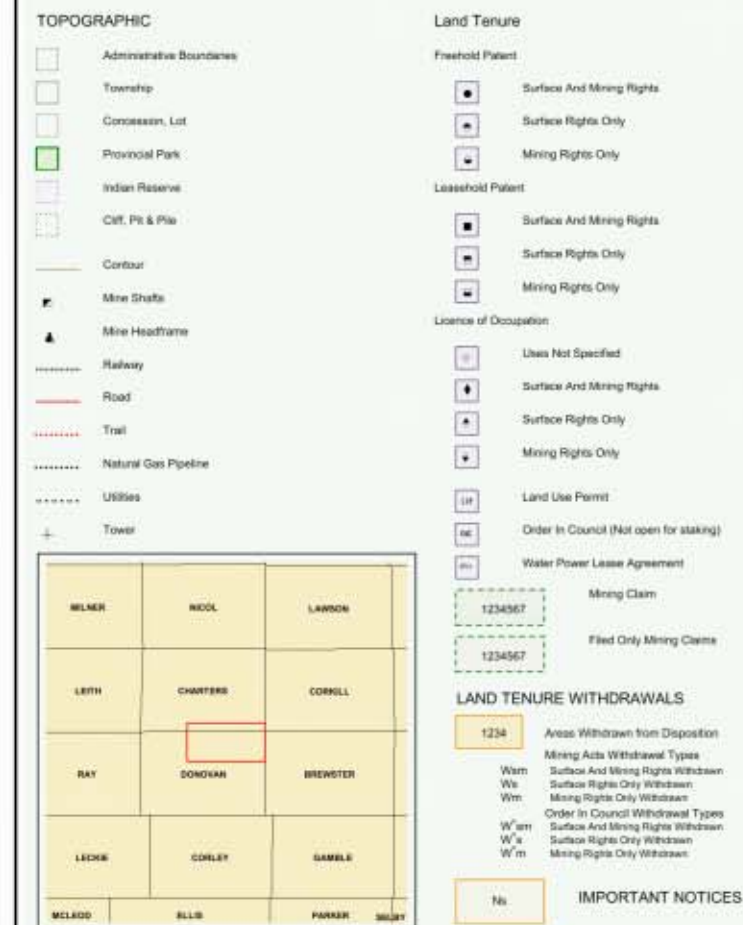 TOPOGRAPHIC
Administrative Boundaries
Township
Concession, Lot
Provincial Park
Indian Reserve
Cliff, Pit & Pile
Contour
Mine Shafts
Mine Headframe
Railway
Road
Trail
Natural Gas Pipeline
Utilities
Tower
MILNER NICOL LAWSON
LEITH CHARTERS CORKILL
RAY DONOVAN BREWSTER
LECKIE CORLEY GAMBLE
MCLEOD ELLIS PARKER SELBY
Land Tenure
Freehold Patent
Surface And Mining Rights
Surface Rights Only
Mining Rights Only
Leasehold Patent
Surface And Mining Rights
Surface Rights Only
Mining Rights Only
Licence of Occupation
Uses Not Specified
Surface And Mining Rights
Surface Rights Only
Mining Rights Only
LUP Land Use Permit
OIC Order In Council (Not open for staking)
Water Power Lease Agreement
1234567 Mining Claim
1234567 Filed Only Mining Claims
LAND TENURE WITHDRAWALS
1234 Areas Withdrawn from Disposition
Mining Acts Withdrawal Types
Wsm Surface And Mining Rights Withdrawn
Ws Surface Rights Only Withdrawn
Wm Mining Rights Only Withdrawn
Order In Council Withdrawal Types
W°sm Surface And Mining Rights Withdrawn
W°s Surface Rights Only Withdrawn
W°m Mining Rights Only Withdrawn
Ns IMPORTANT NOTICES